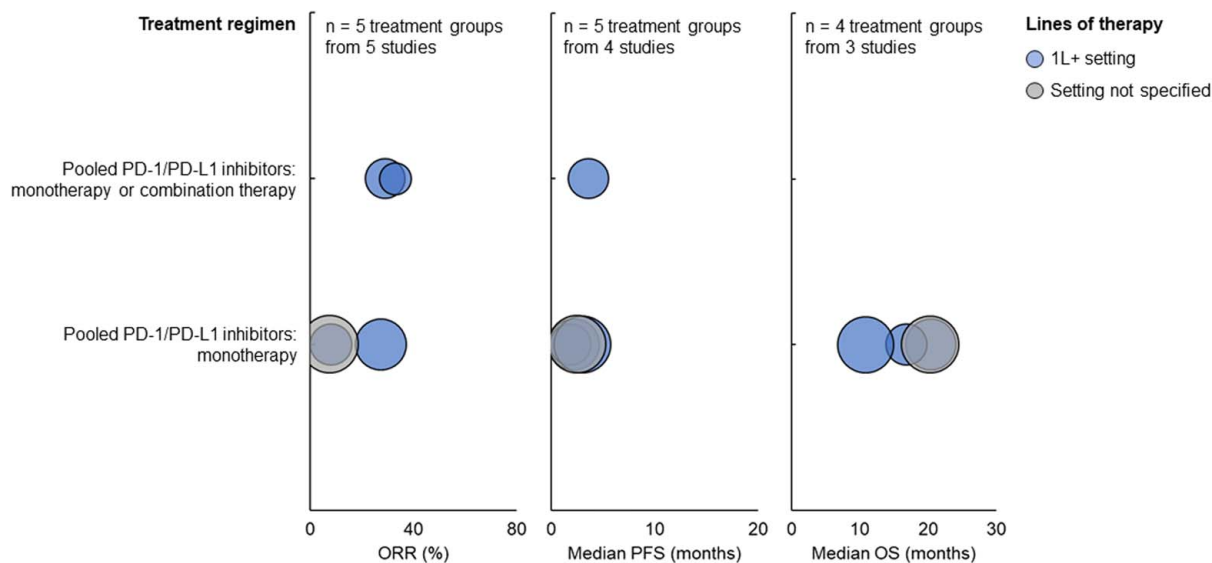 Treatment regimen
n = 5 treatment groups
from 5 studies
n = 5 treatment groups
from 4 studies
n = 4 treatment groups
from 3 studies
Lines of therapy
1L+ setting
Setting not specified
Pooled PD-1/PD-L1 inhibitors:
monotherapy or combination therapy
Pooled PD-1/PD-L1 inhibitors:
monotherapy
0 40 80
ORR (%)
0 10 20
Median PFS (months)
0 10 20 30
Median OS (months)